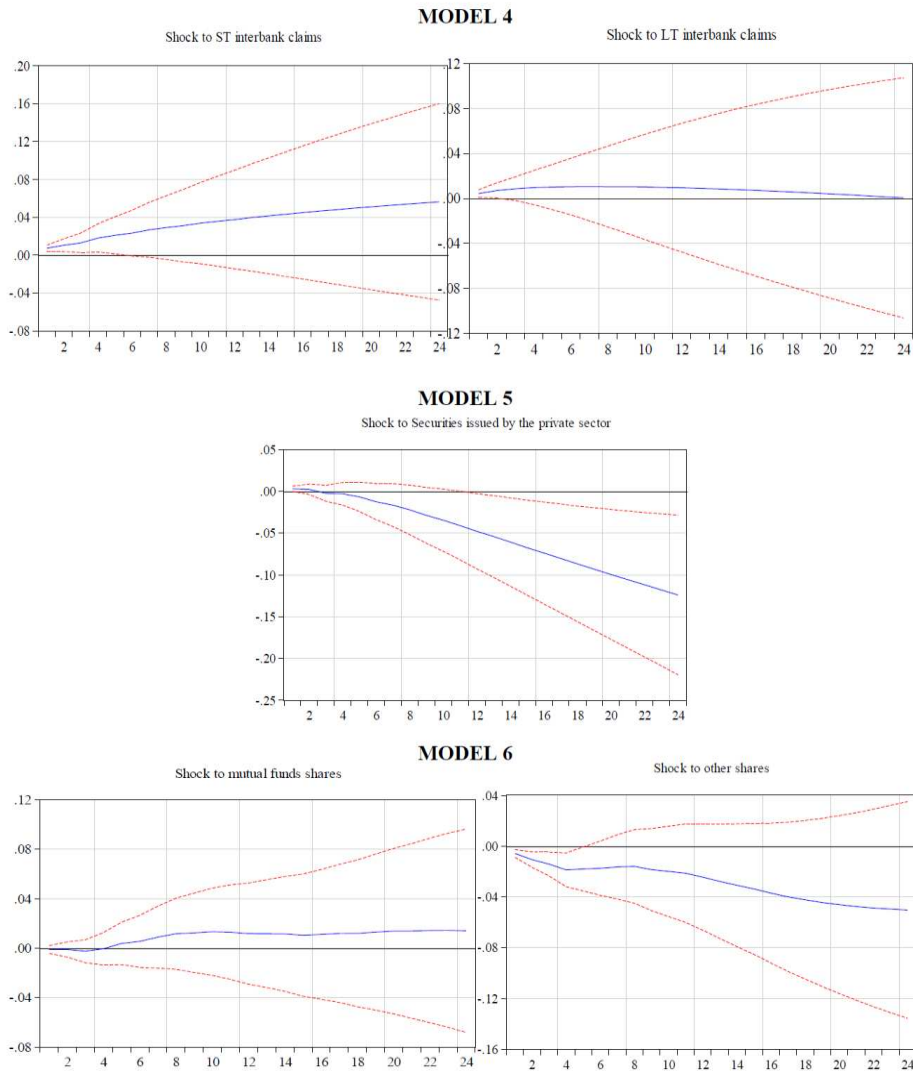 MODEL 4
Shock to ST interbank claims
Shock to LT interbank claims
.20
.16
.12
.08
.04
.00
-.04
-.08
2 4 6 8 10 12 14 16 18 20 22 24
.12
.08
.04
.00
-.04
-.08
-.12
2 4 6 8 10 12 14 16 18 20 22 24
MODEL 5
Shock to Securities issued by the private sector
.05
.00
-.05
-.10
-.15
-.20
-.25
2 4 6 8 10 12 14 16 18 20 22 24
MODEL 6
Shock to mutual funds shares
Shock to other shares
.12
.08
.04
.00
-.04
-.08
2 4 6 8 10 12 14 16 18 20 22 24
.04
.00
-.04
-.08
-.12
-.16
2 4 6 8 10 12 14 16 18 20 22 24